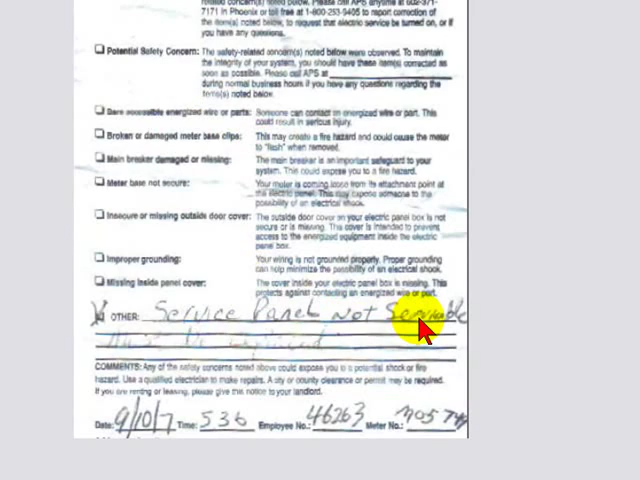 related concern(s) noted below. Please call APS anytime at 602-371-
7171 in Phoenix or toll free at 1-800-253-9405 to report correction of
the item(s) noted below, to request that electric service be turned on, or if
you have any questions.
Potential Safety Concern: The safety-related concern(s) noted below were observed. To maintain
the integrity of your system, you should have these item(s) corrected as
soon as possible. Please call APS at
during normal business hours if you have any questions regarding the
items(s) noted below.
Bare accessible energized wire or parts: Someone can contact an energized wire or part. This
could result in serious injury.
Broken or damaged meter base clips: This may create a fire hazard and could cause the meter
to "flash" when removed.
Main breaker damaged or missing: The main breaker is an important safeguard to your
system. This could expose you to a fire hazard.
Meter base not secure: Your meter is coming loose from its attachment point at
the electric panel. This may expose someone to the
possibility of an electrical shock.
Insecure or missing outside door cover: The outside door cover on your electric panel box is not
secure or is missing. This cover is intended to prevent
access to the energized equipment inside the electric
panel box.
Improper grounding: Your wiring is not grounded properly. Proper grounding
can help minimize the possibility of an electrical shock.
Missing inside panel cover: The cover inside your electric panel box is missing. This
protects against contacting an energized wire or part.
OTHER: Service Panel Not Serviceable
Must be replaced
COMMENTS: Any of the safety concerns noted above could expose you to a potential shock or fire
hazard. Use a qualified electrician to make repairs. A city or county clearance or permit may be required.
If you are renting or leasing, please give this notice to your landlord.
Date: 9/10/7 Time: 536 Employee No.: 46263 Meter No.: